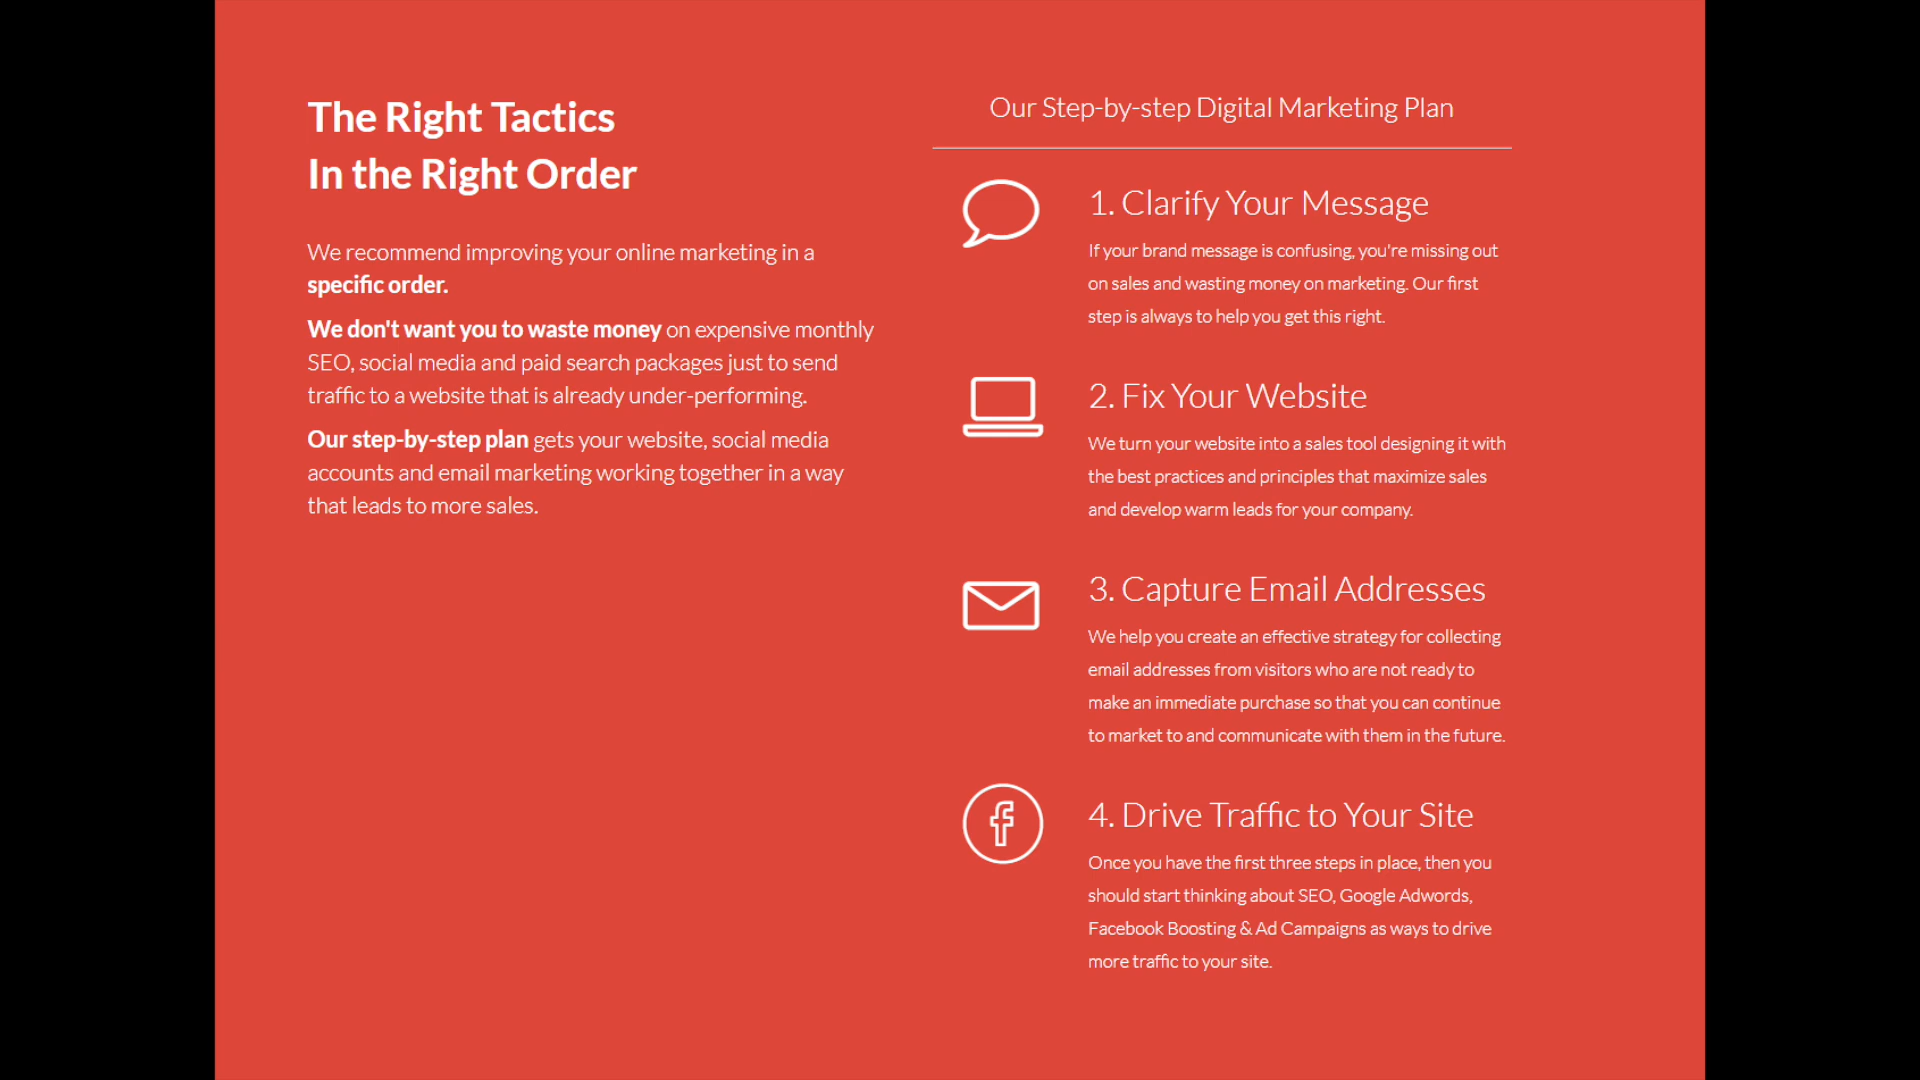 The Right Tactics
In the Right Order
We recommend improving your online marketing in a
specific order.
We don't want you to waste money on expensive monthly
SEO, social media and paid search packages just to send
traffic to a website that is already under-performing.
Our step-by-step plan gets your website, social media
accounts and email marketing working together in a way
that leads to more sales.
Our Step-by-step Digital Marketing Plan
1. Clarify Your Message
If your brand message is confusing, you're missing out
on sales and wasting money on marketing. Our first
step is always to help you get this right.
2. Fix Your Website
We turn your website into a sales tool designing it with
the best practices and principles that maximize sales
and develop warm leads for your company.
3. Capture Email Addresses
We help you create an effective strategy for collecting
email addresses from visitors who are not ready to
make an immediate purchase so that you can continue
to market to and communicate with them in the future.
4. Drive Traffic to Your Site
Once you have the first three steps in place, then you
should start thinking about SEO, Google Adwords,
Facebook Boosting & Ad Campaigns as ways to drive
more traffic to your site.